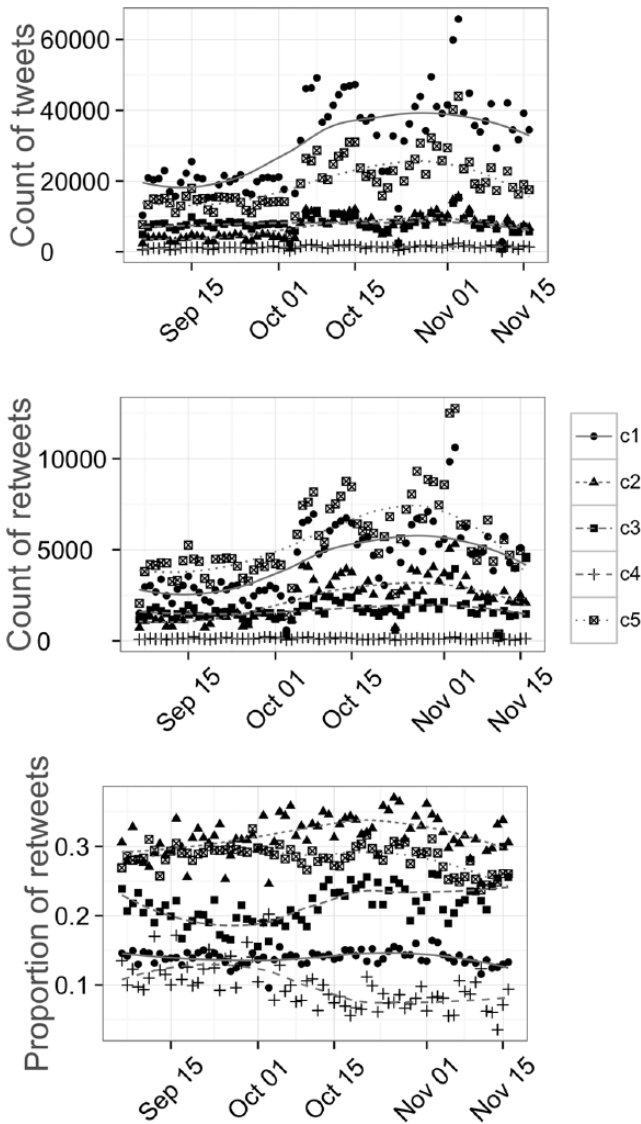 Count of tweets
60000
40000
20000
0
Sep 15
Oct 01
Oct 15
Nov 01
Nov 15
Count of retweets
10000
5000
0
Sep 15
Oct 01
Oct 15
Nov 01
Nov 15
c1
c2
c3
c4
c5
Proportion of retweets
0.3
0.2
0.1
Sep 15
Oct 01
Oct 15
Nov 01
Nov 15